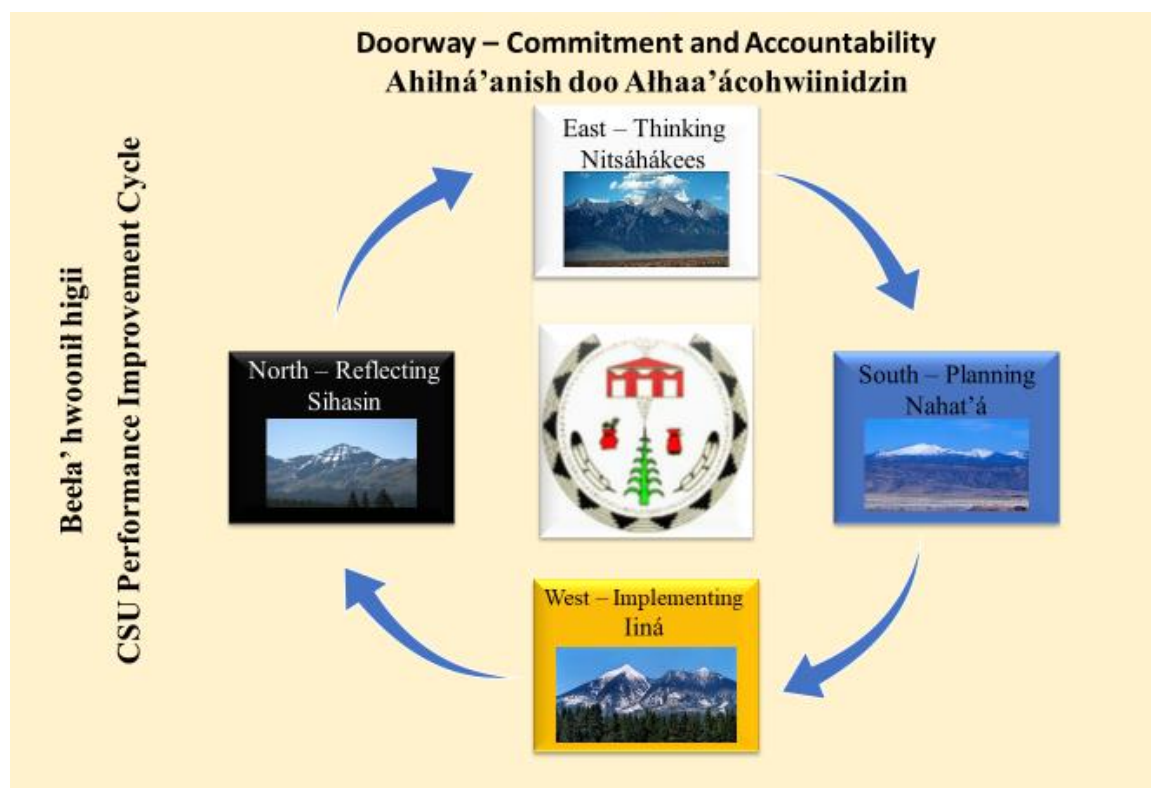 Doorway – Commitment and Accountability
Ahiłná’anish doo Ałhaa’ácohwiinidzin
East – Thinking
Nitsáhákees
Beeła’ hwoonił higii
CSU Performance Improvement Cycle
North – Reflecting
Sihasin
South – Planning
Nahat’á
West – Implementing
Iiná